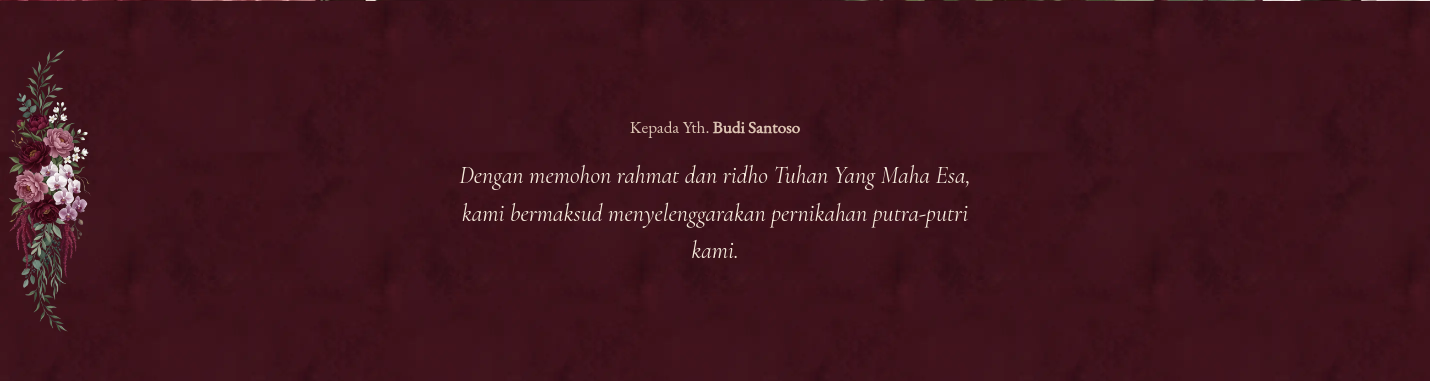 Kepada Yth. Budi Santoso
Dengan memohon rahmat dan ridho Tuhan Yang Maha Esa,
kami bermaksud menyelenggarakan pernikahan putra-putri
kami.